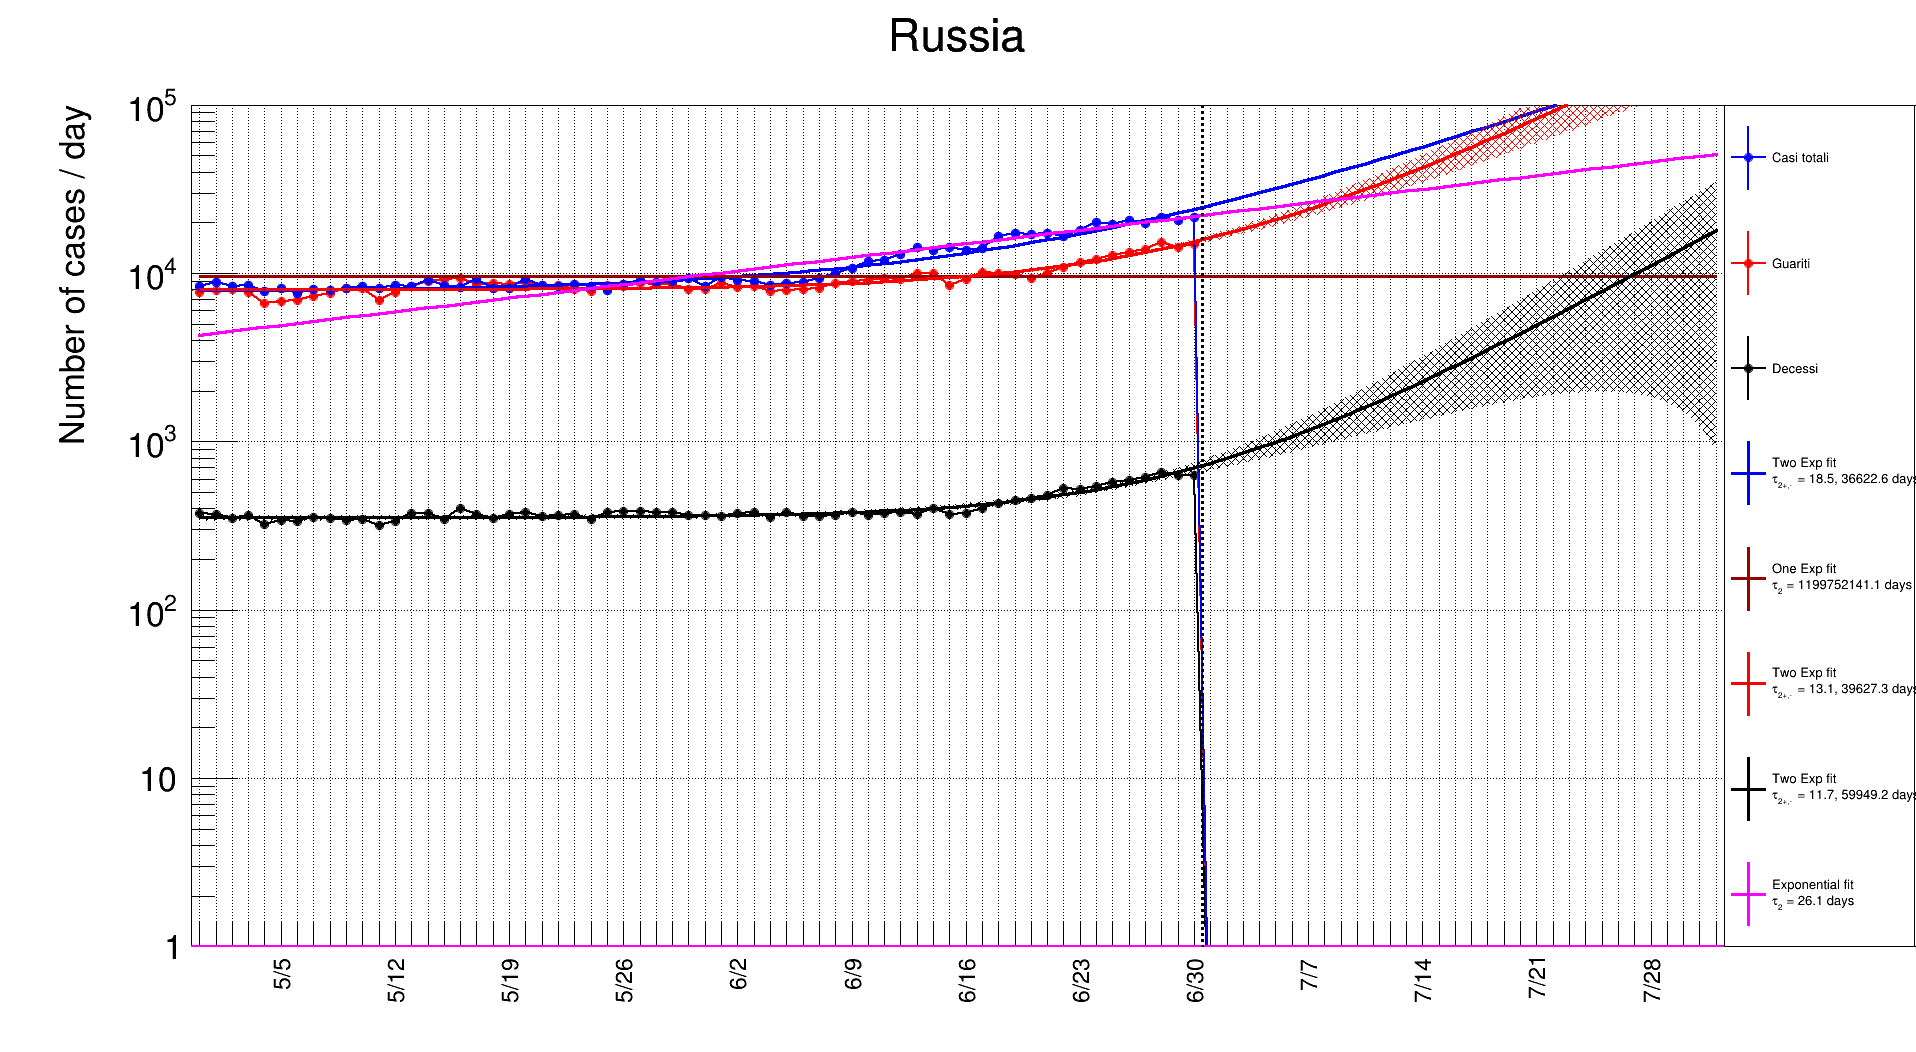 Russia
Number of cases / day
10^5
10^4
10^3
10^2
10
1
5/5
5/12
5/19
5/26
6/2
6/9
6/16
6/23
6/30
7/7
7/14
7/21
7/28
Casi totali
Guariti
Decessi
Two Exp fit
τ2+,- = 18.5, 36622.6 days
One Exp fit
τ2 = 1199752141.1 days
Two Exp fit
τ2+,- = 13.1, 39627.3 days
Two Exp fit
τ2+,- = 11.7, 59949.2 days
Exponential fit
τ2 = 26.1 days